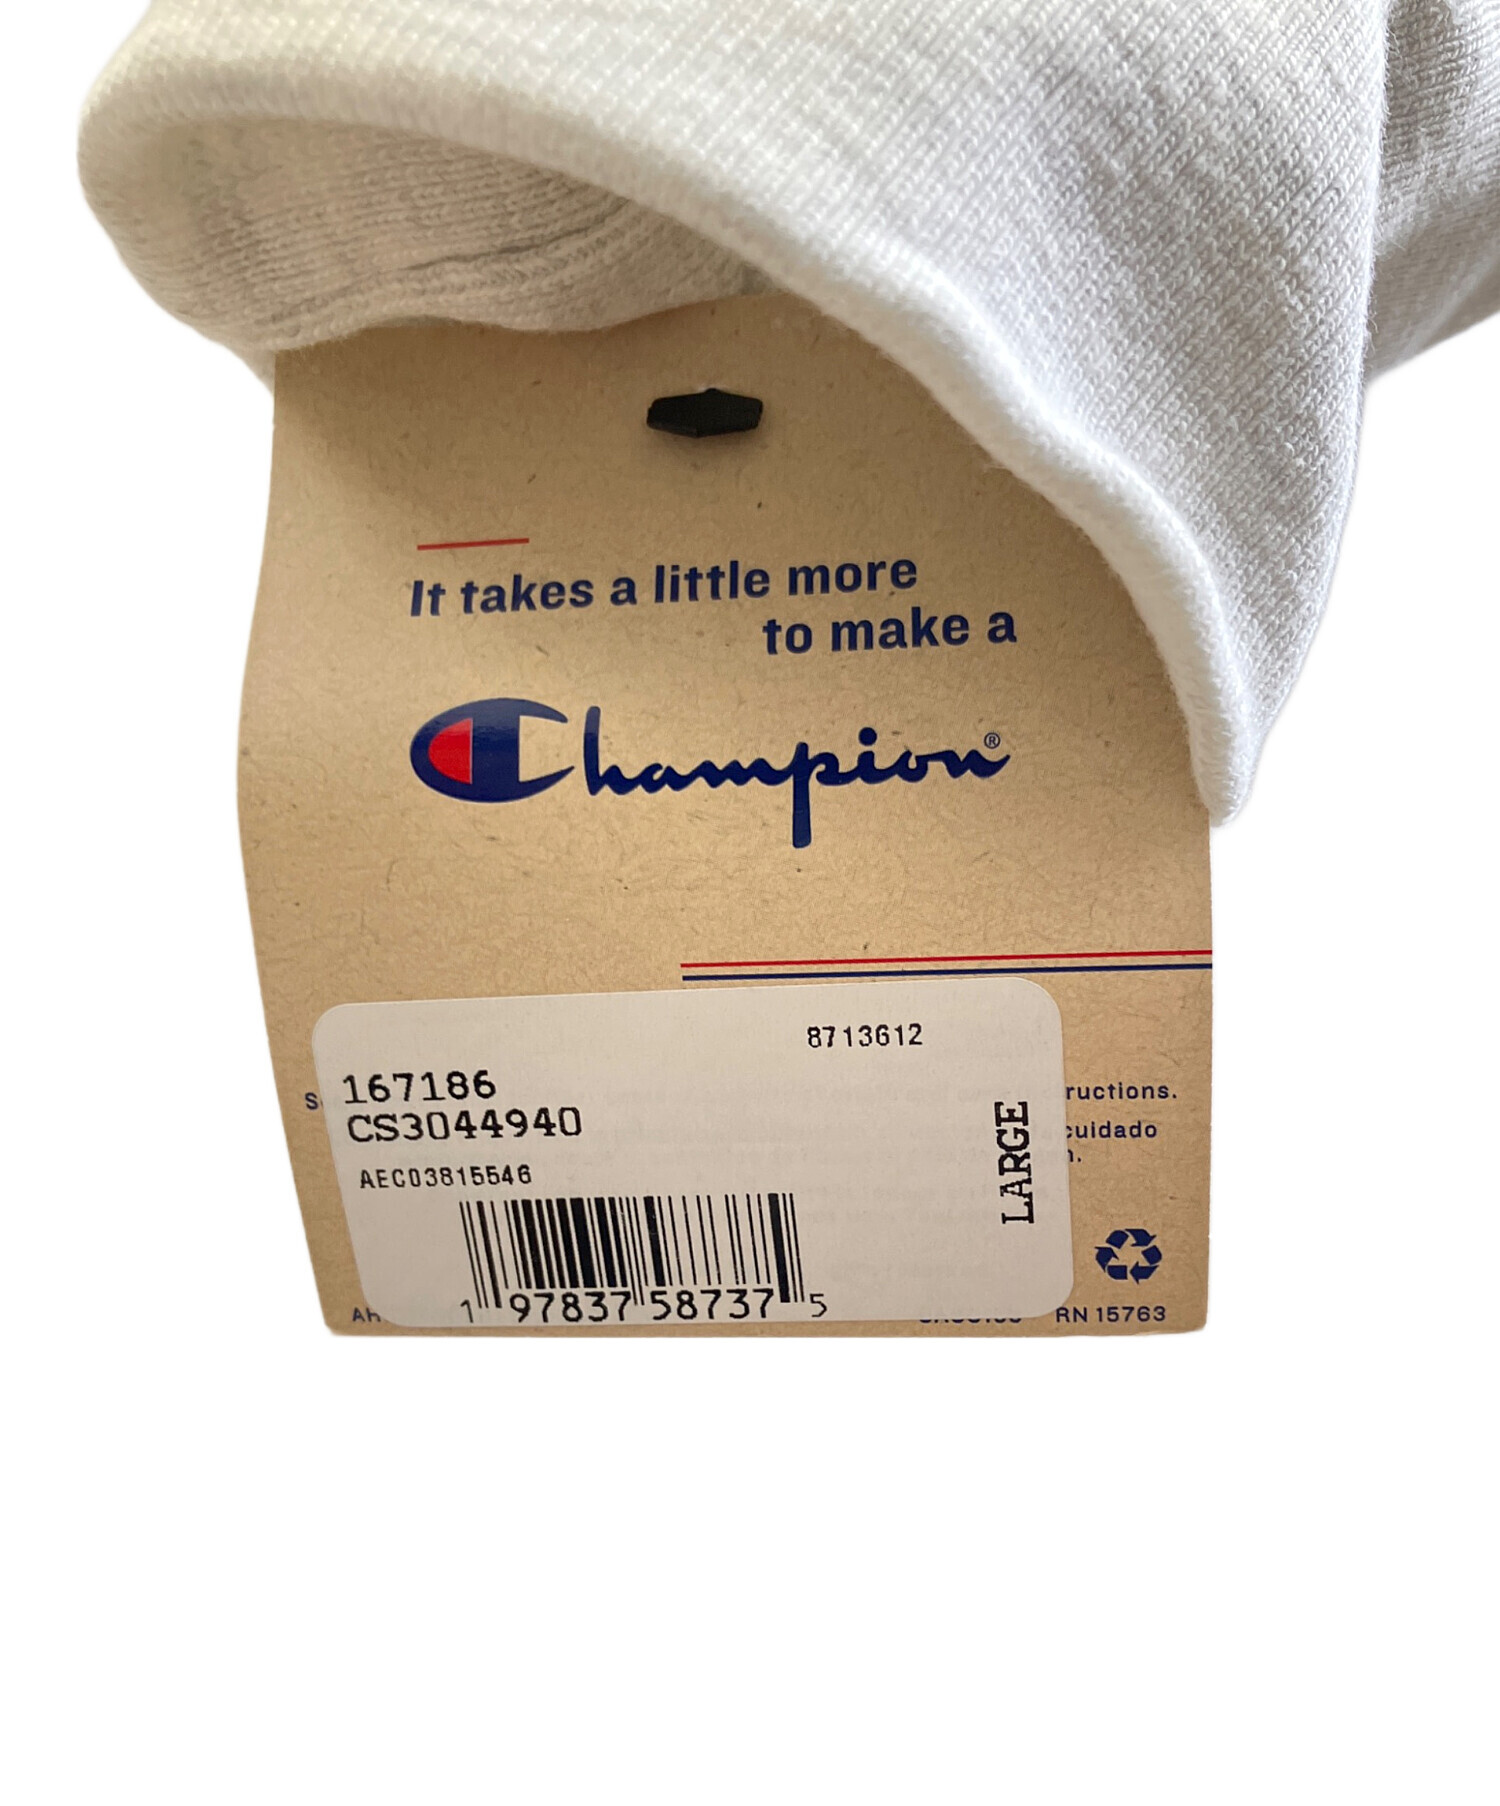 It takes a little more
to make a
Champion®
8713612
167186
CS3044940
AEC03815546
LARGE
ructions.
cuidado
1 97837 58737 5
RN 15763